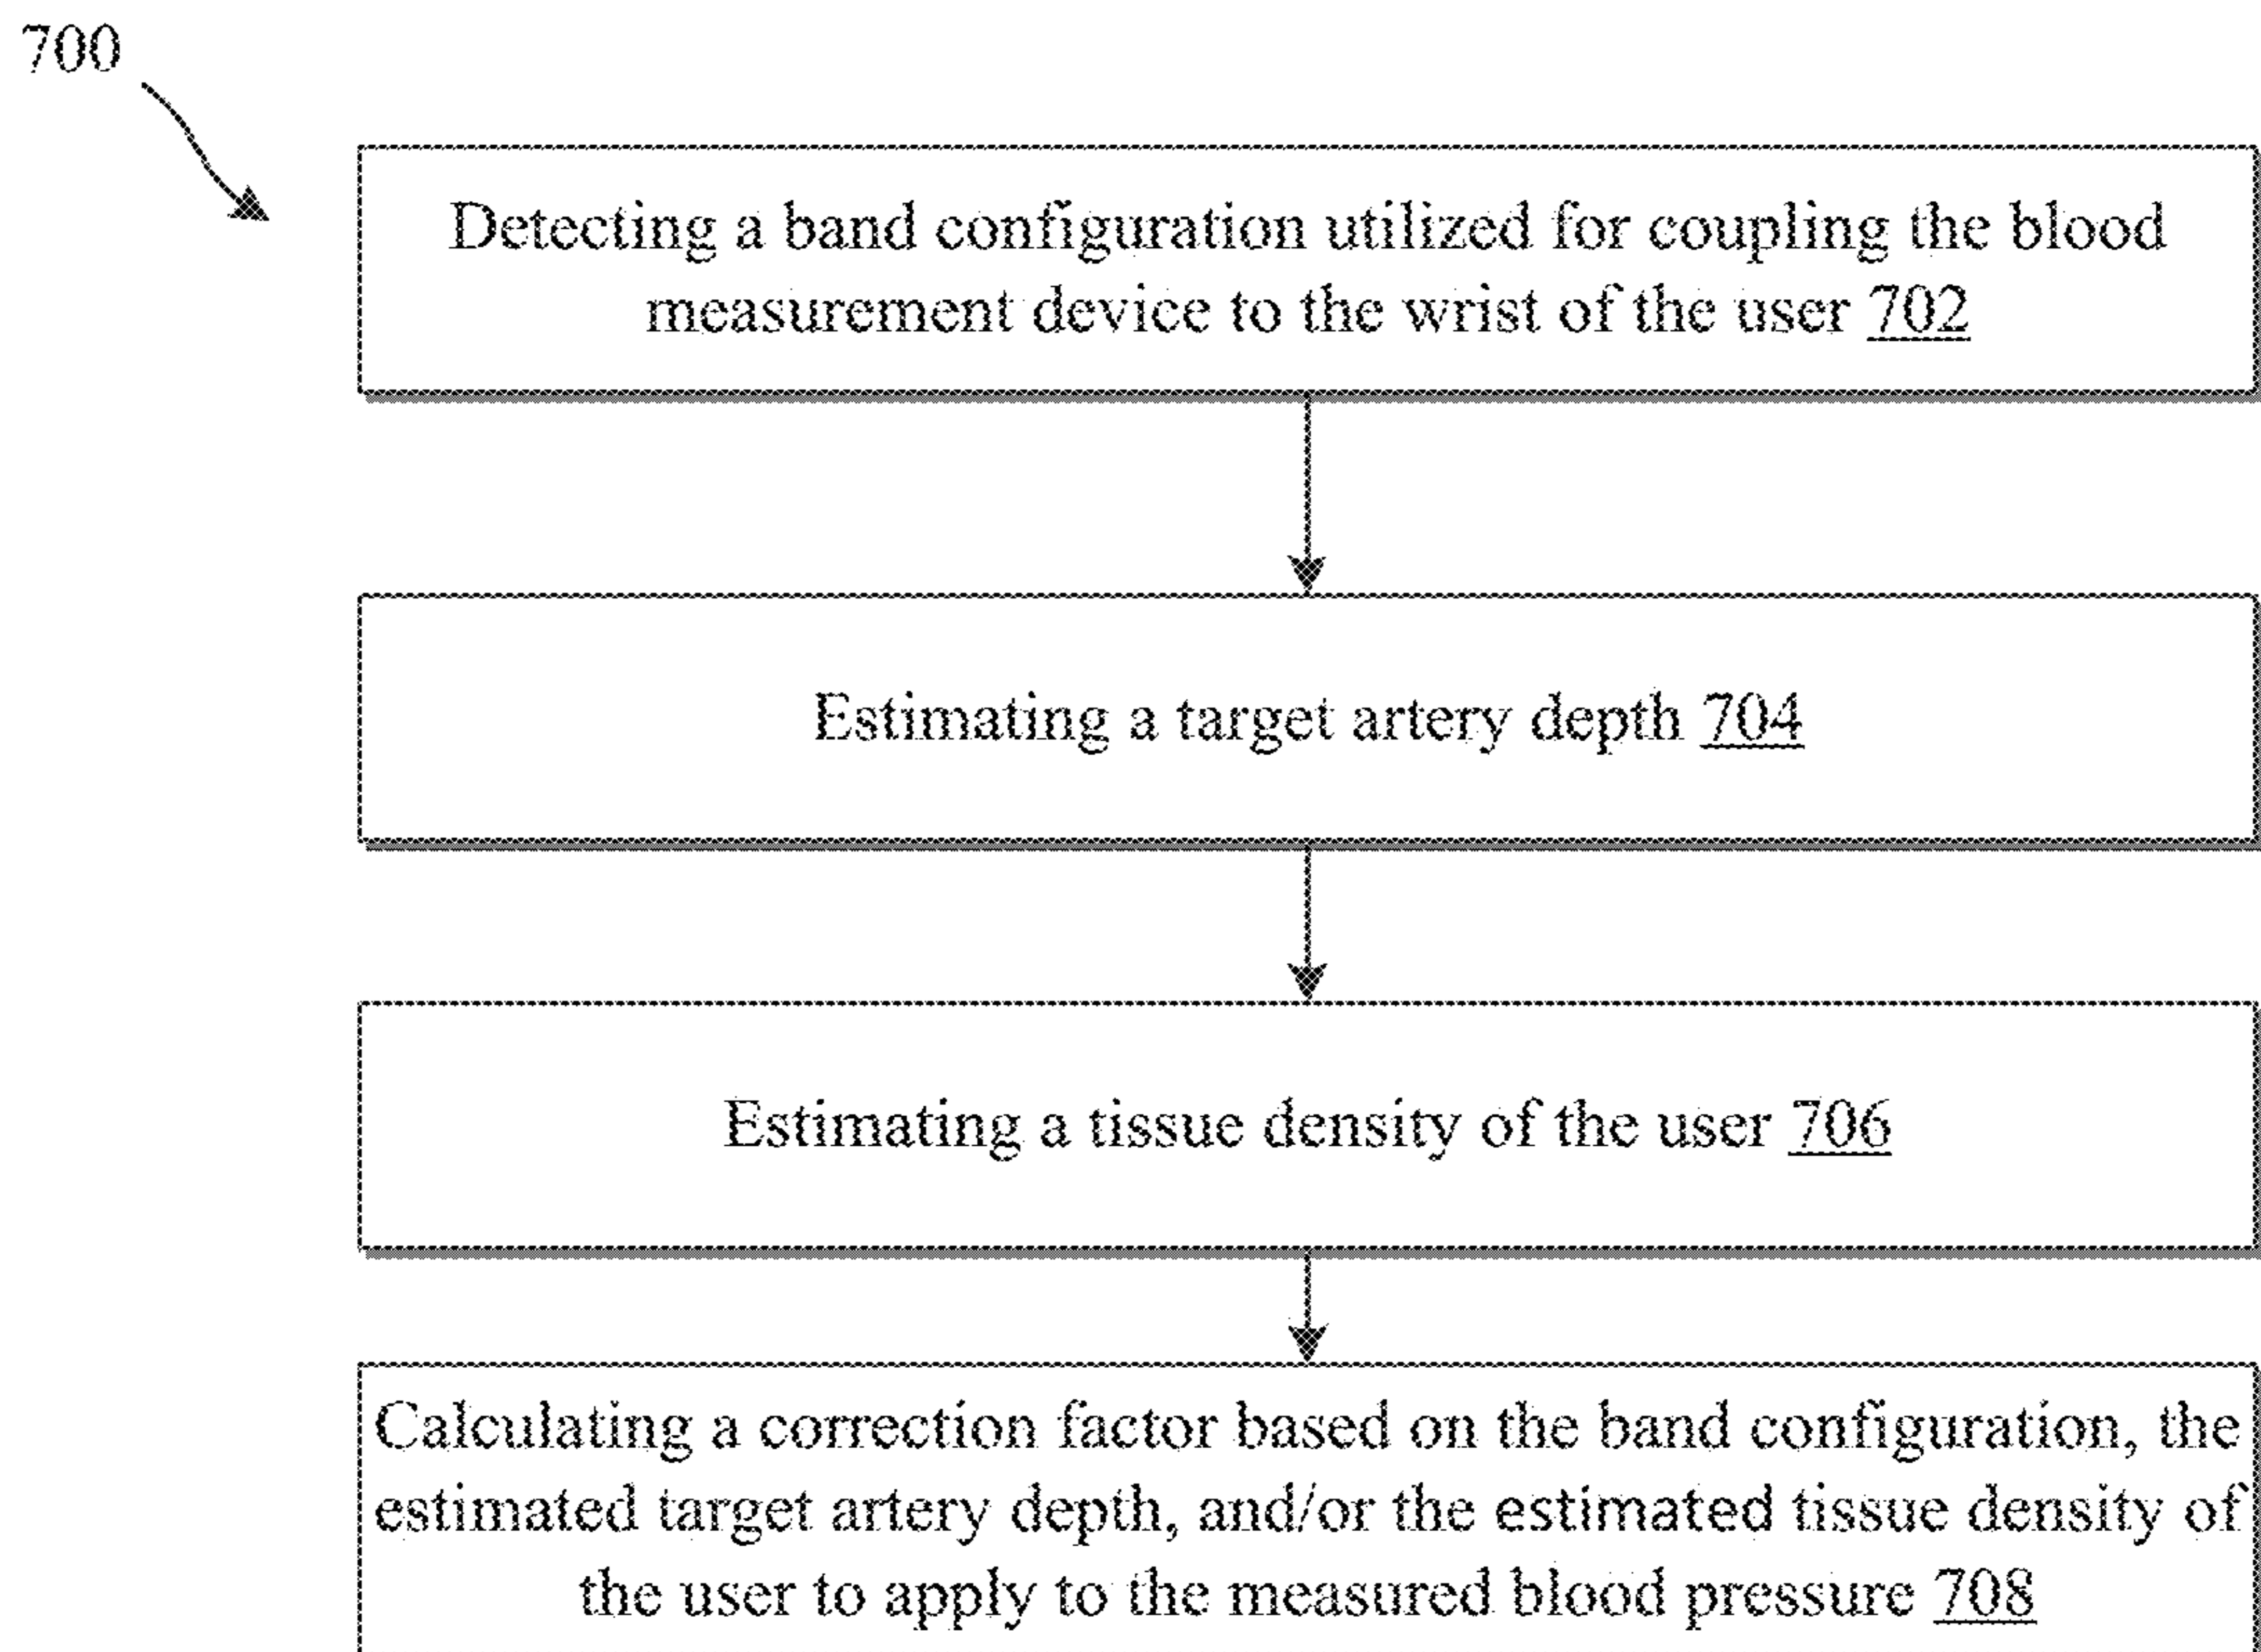 700
Detecting a band configuration utilized for coupling the blood
measurement device to the wrist of the user 702
Estimating a target artery depth 704
Estimating a tissue density of the user 706
Calculating a correction factor based on the band configuration, the
estimated target artery depth, and/or the estimated tissue density of
the user to apply to the measured blood pressure 708